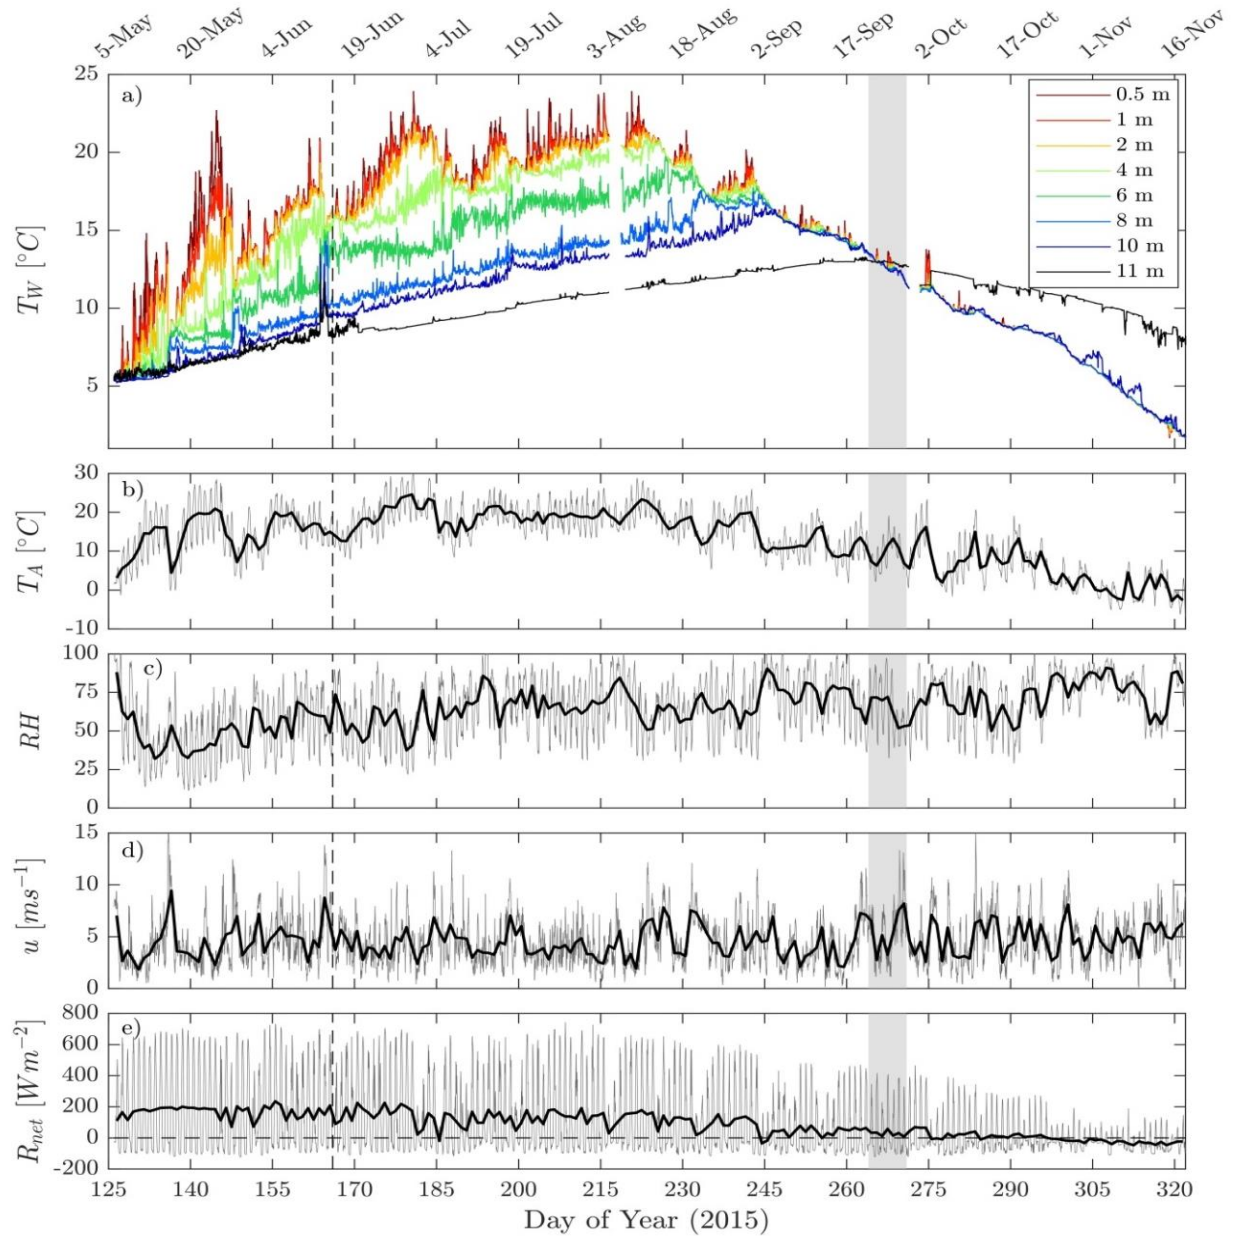 5-May 20-May 4-Jun 19-Jun 4-Jul 19-Jul 3-Aug 18-Aug 2-Sep 17-Sep 2-Oct 17-Oct 1-Nov 16-Nov
a)
25
20
15
10
5
T_W [°C]
0.5 m
1 m
2 m
4 m
6 m
8 m
10 m
11 m
b)
30
20
10
0
-10
T_A [°C]
c)
100
75
50
25
0
RH
d)
15
10
5
0
u [ms⁻¹]
e)
800
600
400
200
0
-200
R_net [Wm⁻²]
125 140 155 170 185 200 215 230 245 260 275 290 305 320
Day of Year (2015)